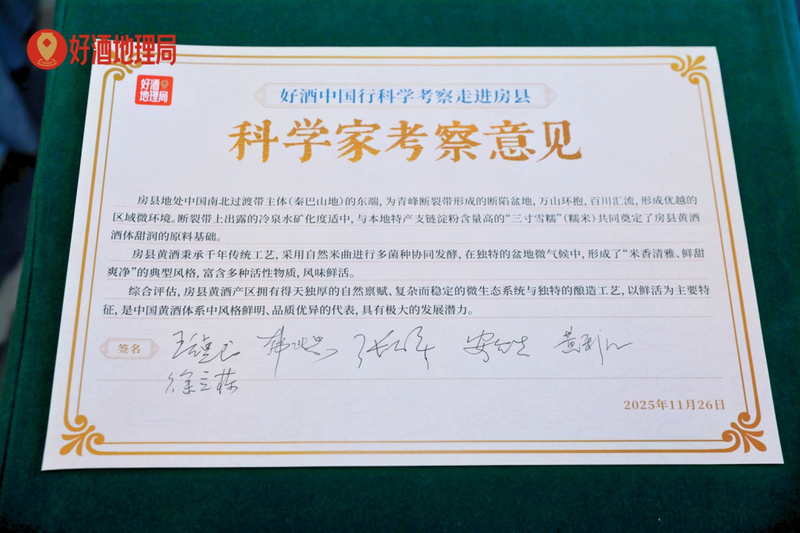 好酒地理局
好酒
地理局
好酒中国行科学考察走进房县
科学家考察意见
房县地处中国南北过渡带主体（秦巴山地）的东端，为青峰断裂带形成的断陷盆地，万山环抱，百川汇流，形成优越的
区域微环境。断裂带上出露的冷泉水矿化度适中，与本地特产支链淀粉含量高的“三寸雪糯”（糯米）共同奠定了房县黄酒
酒体甜润的原料基础。
房县黄酒秉承千年传统工艺，采用自然米曲进行多菌种协同发酵，在独特的盆地微气候中，形成了“米香清雅、鲜甜
爽净”的典型风格，富含多种活性物质，风味鲜活。
综合评估，房县黄酒产区拥有得天独厚的自然禀赋、复杂而稳定的微生态系统与独特的酿造工艺，以鲜活为主要特
征，是中国黄酒体系中风格鲜明、品质优异的代表，具有极大的发展潜力。
签名
徐立栋
2025年11月26日